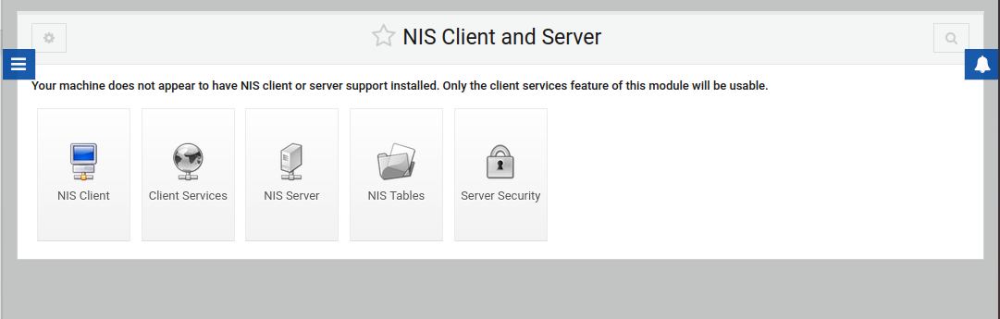 NIS Client and Server
Your machine does not appear to have NIS client or server support installed. Only the client services feature of this module will be usable.
NIS Client
Client Services
NIS Server
NIS Tables
Server Security